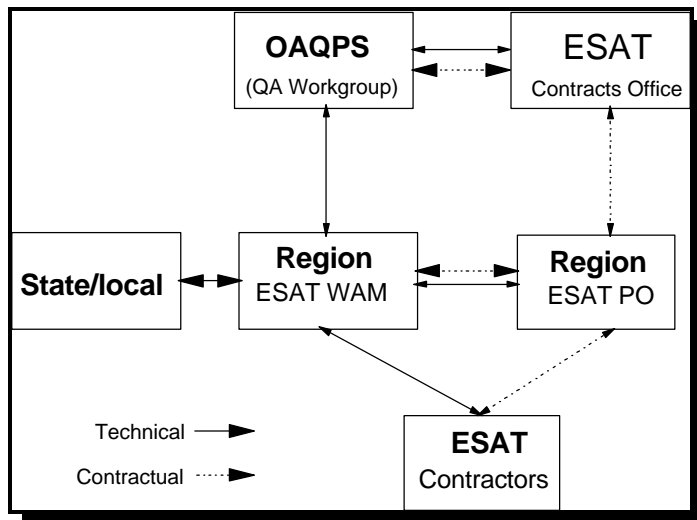 OAQPS
(QA Workgroup)
ESAT
Contracts Office
State/local
Region
ESAT WAM
Region
ESAT PO
Technical
Contractual
ESAT
Contractors